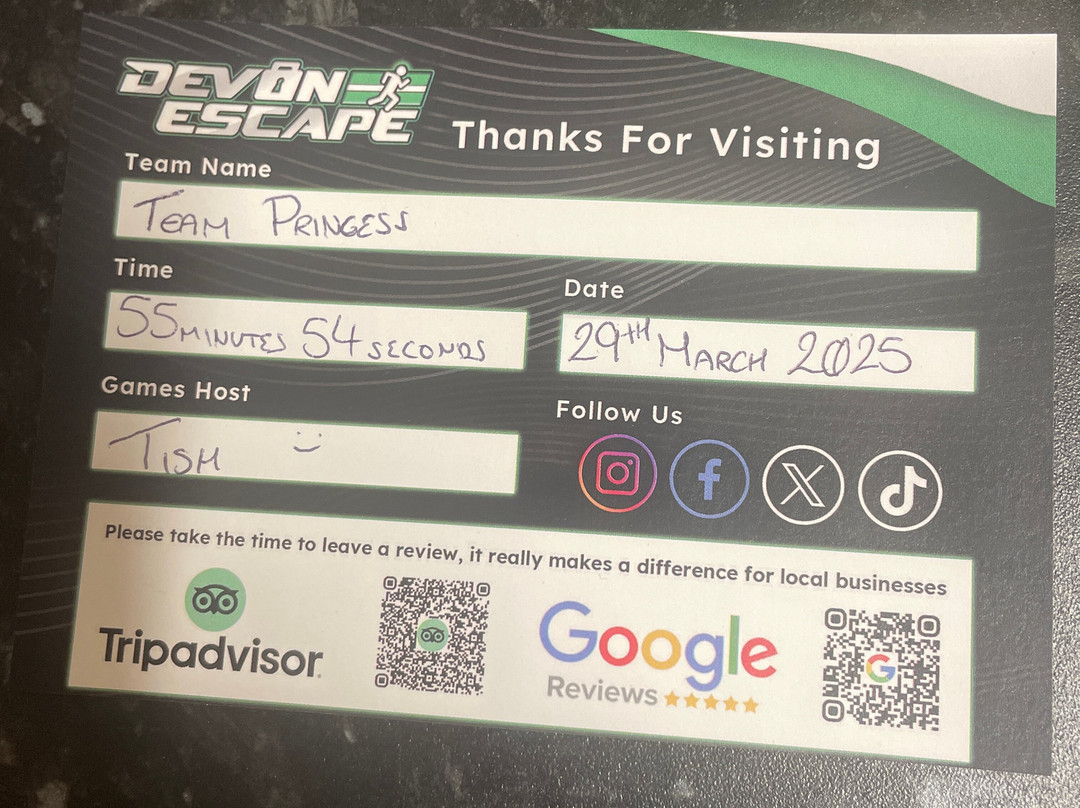 DEVON
ESCAPE
Thanks For Visiting
Team Name
TEAM PRINCESS
Time
55 MINUTES 54 SECONDS
Date
29TH MARCH 2025
Games Host
TISH :)
Follow Us
Please take the time to leave a review, it really makes a difference for local businesses
Tripadvisor
Google
Reviews